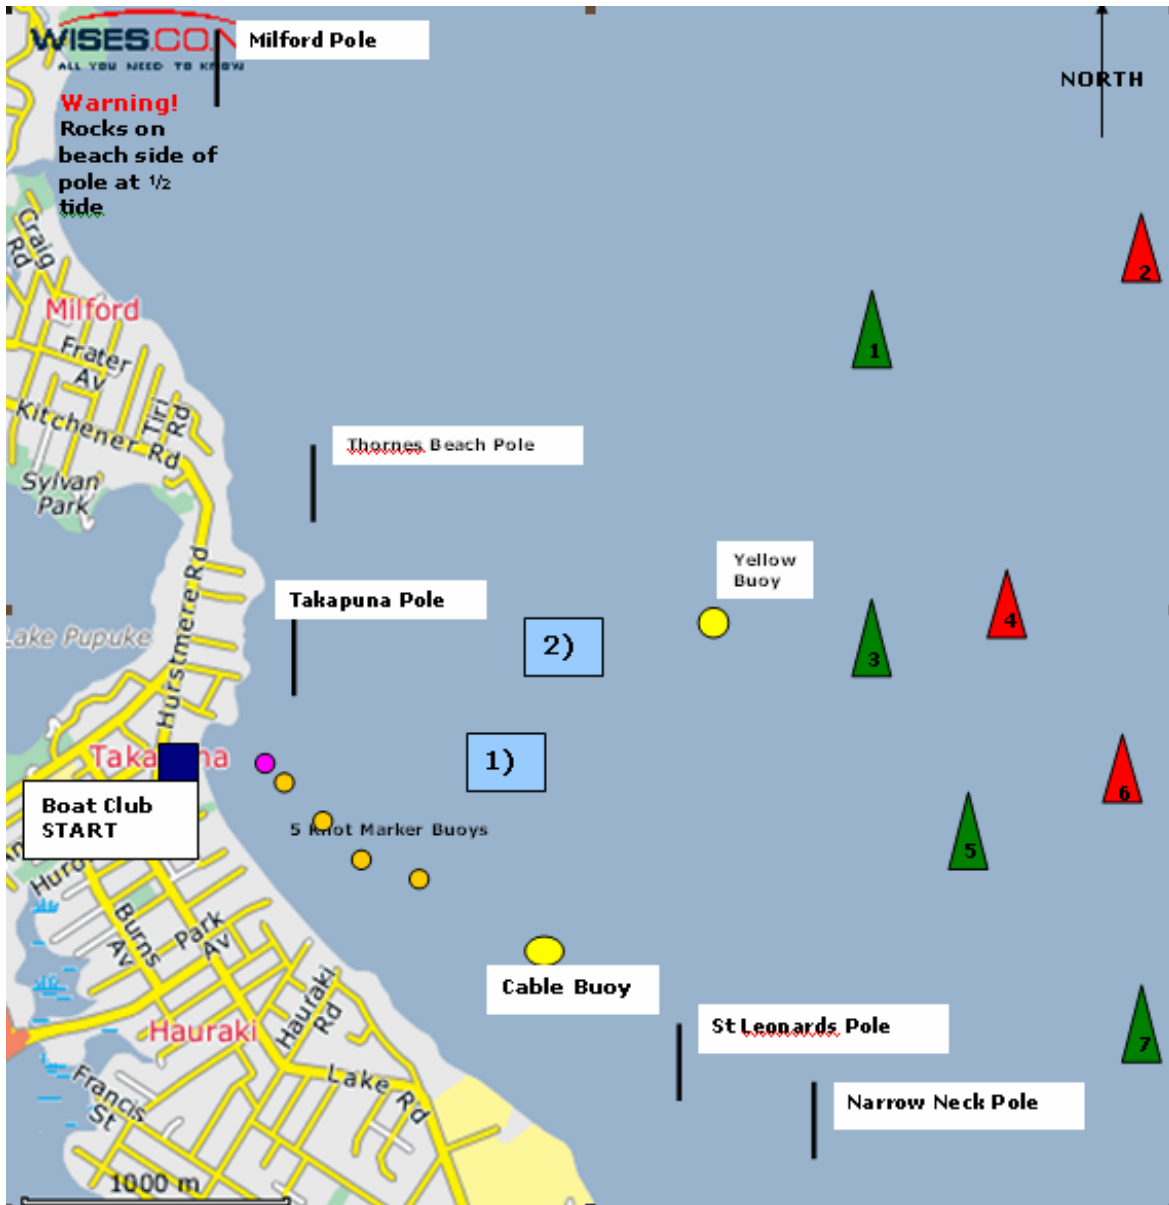 WISES.CO.N
ALL YOU NEED TO KNOW
Milford Pole
NORTH
Warning!
Rocks on
beach side of
pole at ½
tide
Craig
Rd
2
Milford
1
Frater
Av
Tiri
Rd
Kitchener Rd
Thornes Beach Pole
Sylvan
Park
Yellow
Buoy
Hurstmere Rd
Takapuna Pole
4
Lake Pupuke
2)
3
Taka
na
1)
6
Boat Club
START
5 Knot Marker Buoys
5
Huro
Burns
Av
Park
Av
Cable Buoy
Hauraki
Rd
Hauraki
St Leonards Pole
7
Lake Rd
Francis
St
Narrow Neck Pole
1000 m